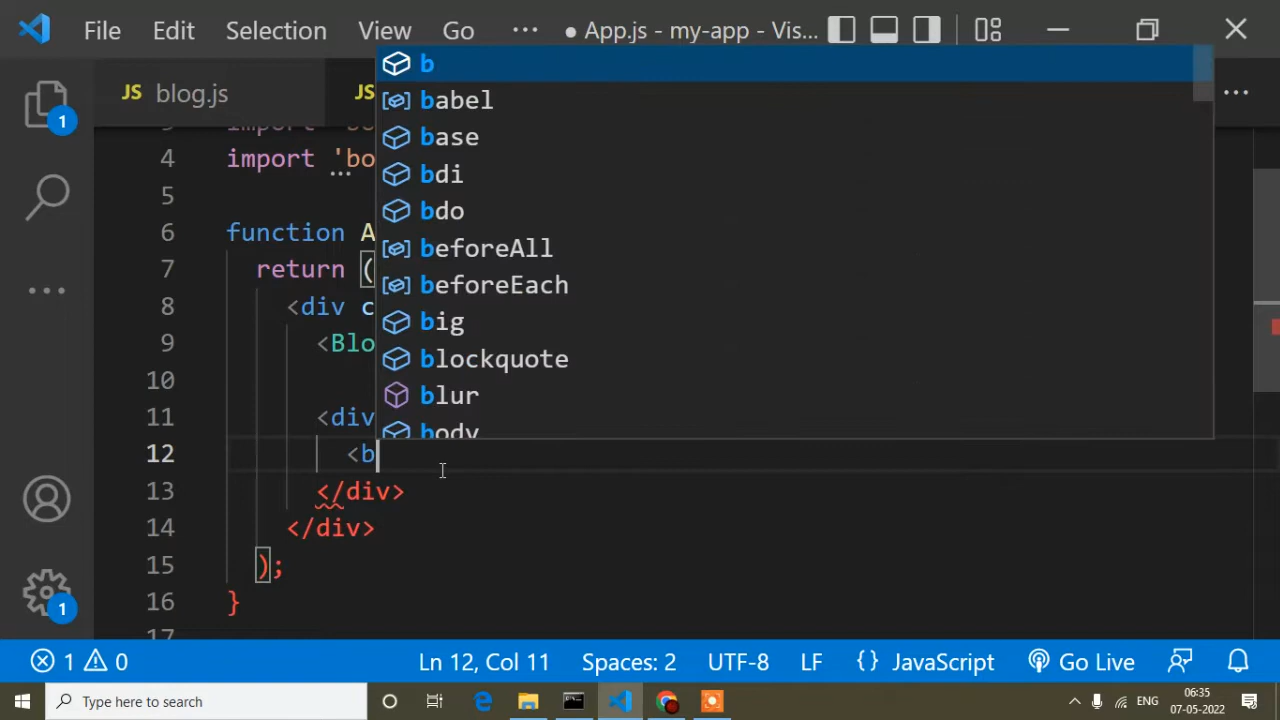 File Edit Selection View Go ··· ● App.js - my-app - Vis...
JS blog.js JS ···
b
babel
base
bdi
bdo
beforeAll
beforeEach
big
blockquote
blur
body
4 import 'bo
5
6 function A
7 return (
8 <div c
9 <Blo
10
11 <div
12 <b
13 </div>
14 </div>
15 );
16 }
17
1
1
1 0 Ln 12, Col 11 Spaces: 2 UTF-8 LF {} JavaScript Go Live
Type here to search ENG 06:35
07-05-2022